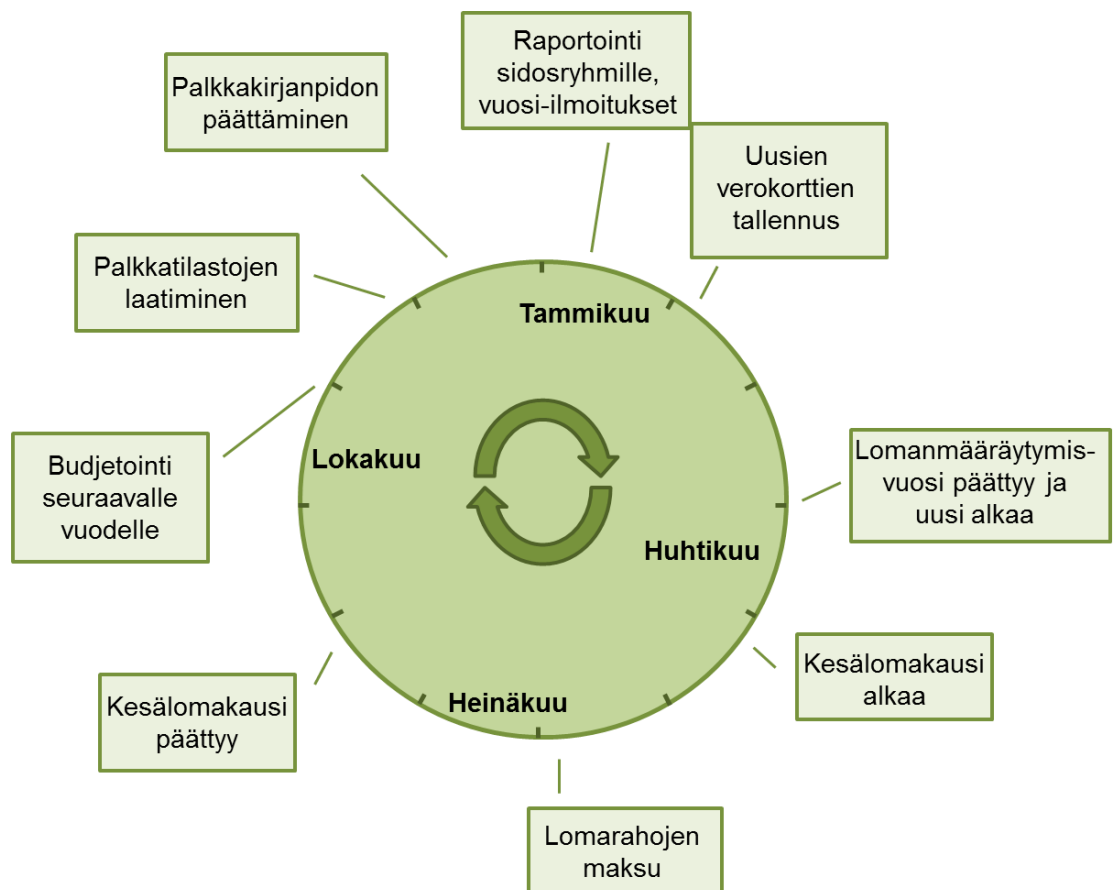 Raportointi
sidosryhmille,
vuosi-ilmoitukset
Uusien
verokorttien
tallennus
Lomanmääräytymis-
vuosi päättyy ja
uusi alkaa
Kesälomakausi
alkaa
Lomarahojen
maksu
Kesälomakausi
päättyy
Budjetointi
seuraavalle
vuodelle
Palkkatilastojen
laatiminen
Palkkakirjanpidon
päättäminen
Tammikuu
Huhtikuu
Heinäkuu
Lokakuu